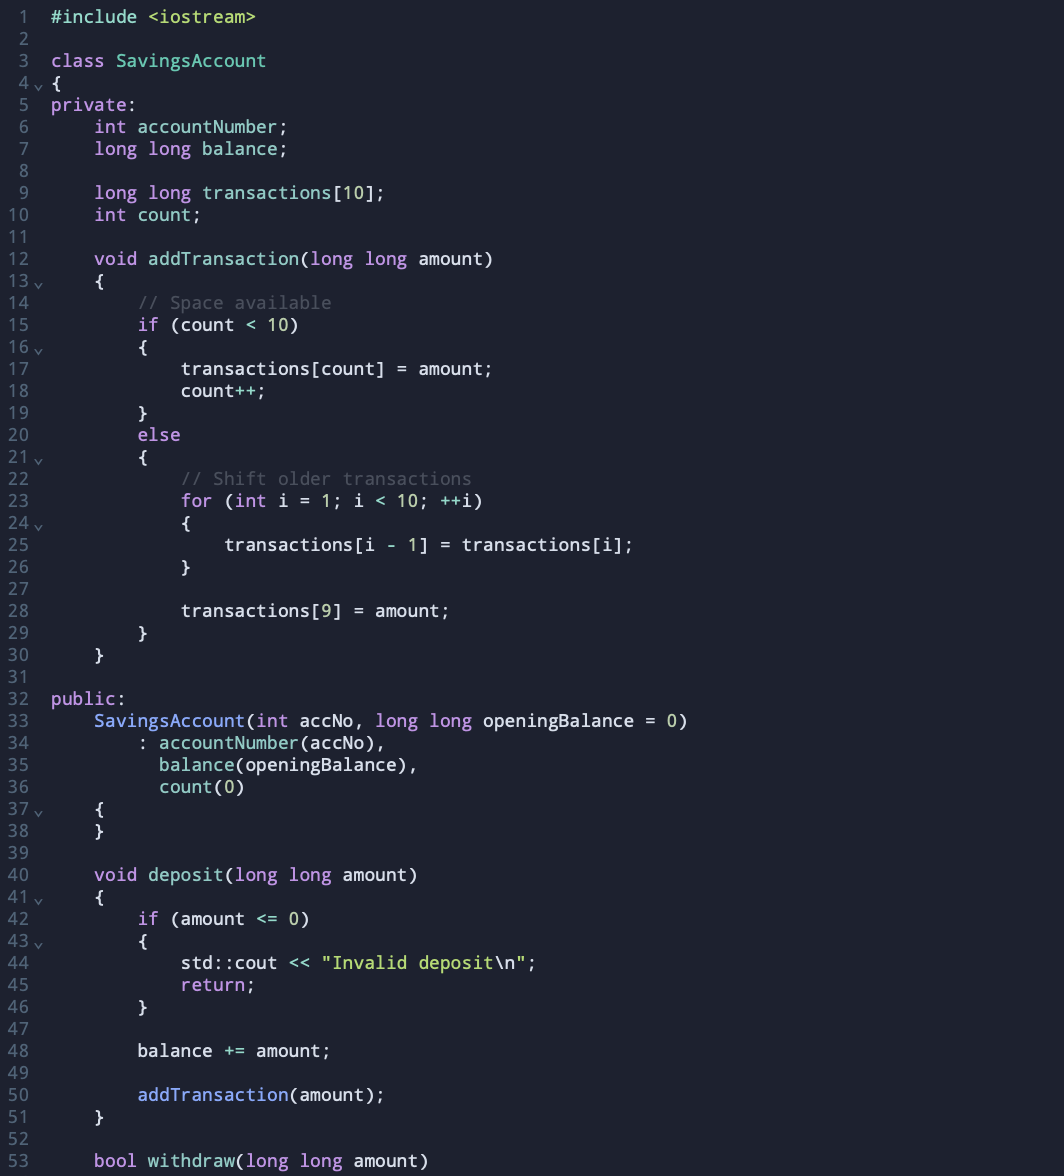 1 #include <iostream>
2
3 class SavingsAccount
4 {
5 private:
6     int accountNumber;
7     long long balance;
8
9     long long transactions[10];
10     int count;
11
12     void addTransaction(long long amount)
13     {
14         // Space available
15         if (count < 10)
16         {
17             transactions[count] = amount;
18             count++;
19         }
20         else
21         {
22             // Shift older transactions
23             for (int i = 1; i < 10; ++i)
24             {
25                 transactions[i - 1] = transactions[i];
26             }
27
28             transactions[9] = amount;
29         }
30     }
31
32 public:
33     SavingsAccount(int accNo, long long openingBalance = 0)
34         : accountNumber(accNo),
35           balance(openingBalance),
36           count(0)
37     {
38     }
39
40     void deposit(long long amount)
41     {
42         if (amount <= 0)
43         {
44             std::cout << "Invalid deposit\n";
45             return;
46         }
47
48         balance += amount;
49
50         addTransaction(amount);
51     }
52
53     bool withdraw(long long amount)